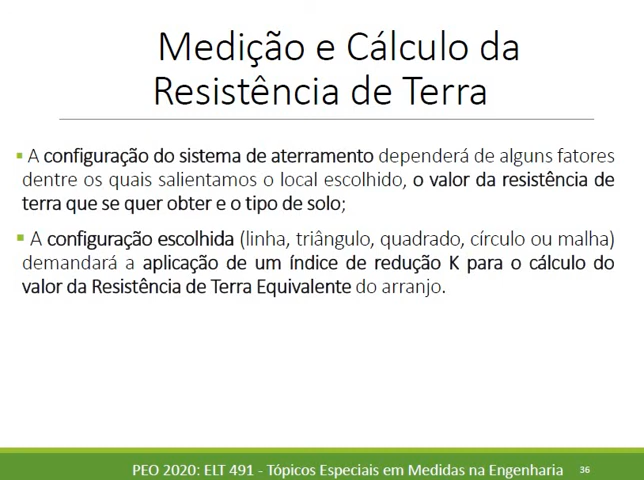 Medição e Cálculo da
Resistência de Terra
▪ A configuração do sistema de aterramento dependerá de alguns fatores
dentre os quais salientamos o local escolhido, o valor da resistência de
terra que se quer obter e o tipo de solo;
▪ A configuração escolhida (linha, triângulo, quadrado, círculo ou malha)
demandará a aplicação de um índice de redução K para o cálculo do
valor da Resistência de Terra Equivalente do arranjo.
PEO 2020: ELT 491 - Tópicos Especiais em Medidas na Engenharia 36